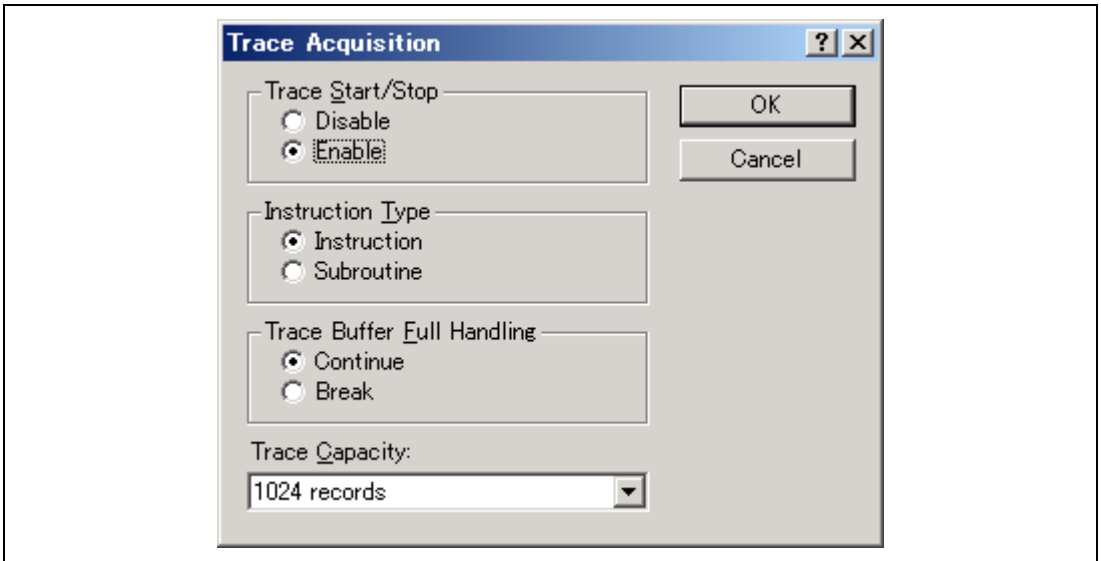 Trace Acquisition
Trace Start/Stop
Disable
Enable
OK
Cancel
Instruction Type
Instruction
Subroutine
Trace Buffer Full Handling
Continue
Break
Trace Capacity:
1024 records